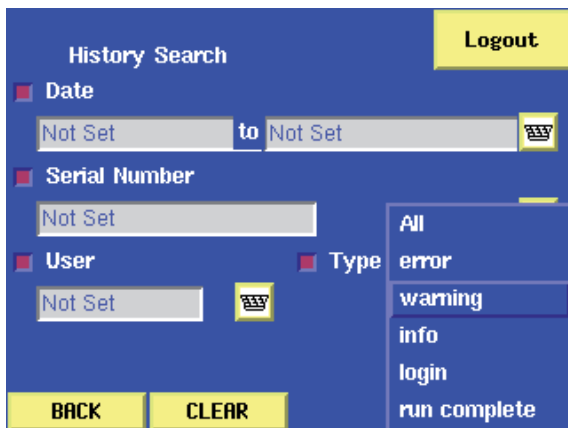 Logout
History Search
Date
Not Set to Not Set
Serial Number
Not Set
All
User
Type
error
Not Set
warning
info
login
BACK
CLEAR
run complete